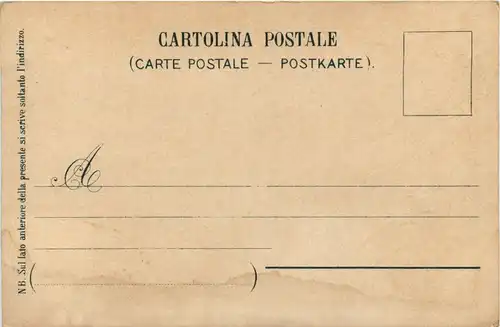 CARTOLINA POSTALE
(CARTE POSTALE — POSTKARTE).
A
( )
NB. Sul lato anteriore della presente si scrive soltanto l'indirizzo.